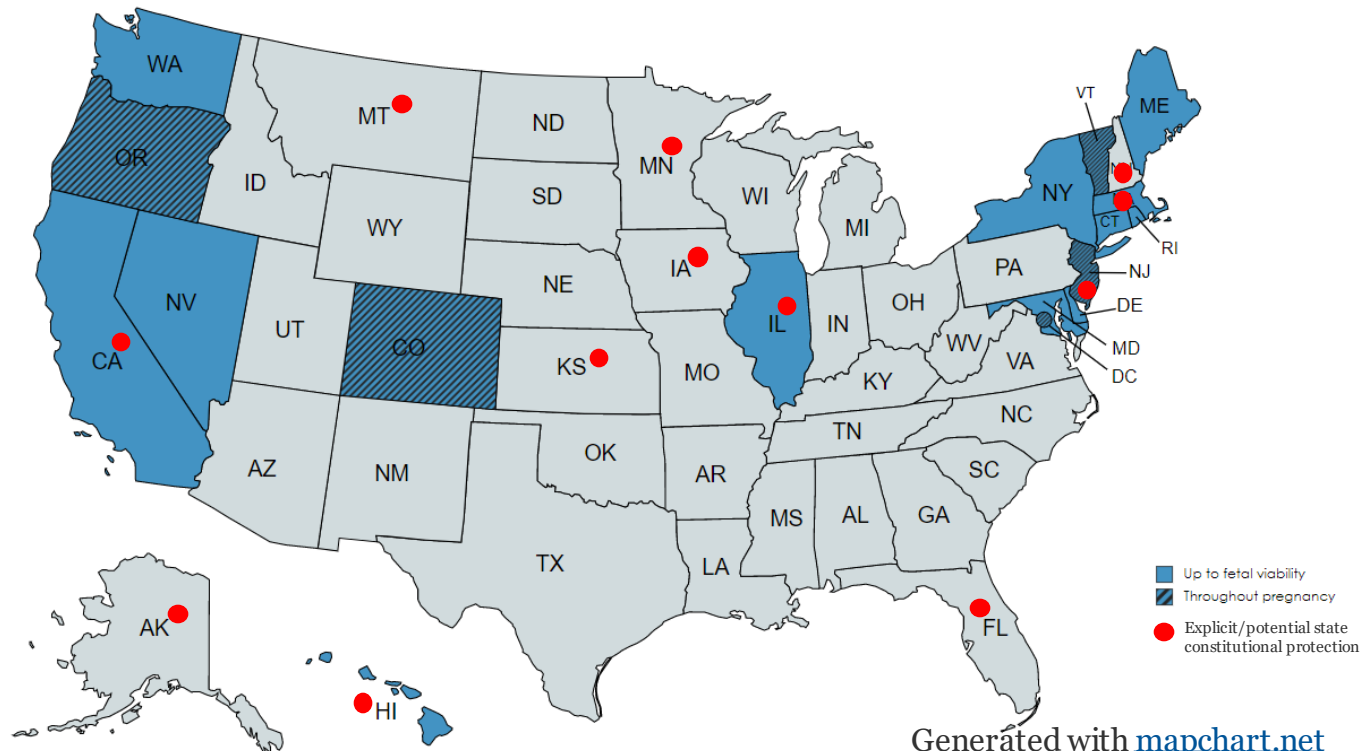 WA
VT
ME
MT
ND
OR
MN
ID
WI
NY
SD
MI
WY
CT
RI
IA
PA
NJ
NE
NV
OH
DE
IL
IN
UT
CO
WV
MD
CA
VA
KS
MO
DC
KY
NC
TN
OK
AZ
NM
AR
SC
MS
AL
GA
TX
LA
Up to fetal viability
Throughout pregnancy
AK
FL
Explicit/potential state
constitutional protection
HI
Generated with mapchart.net